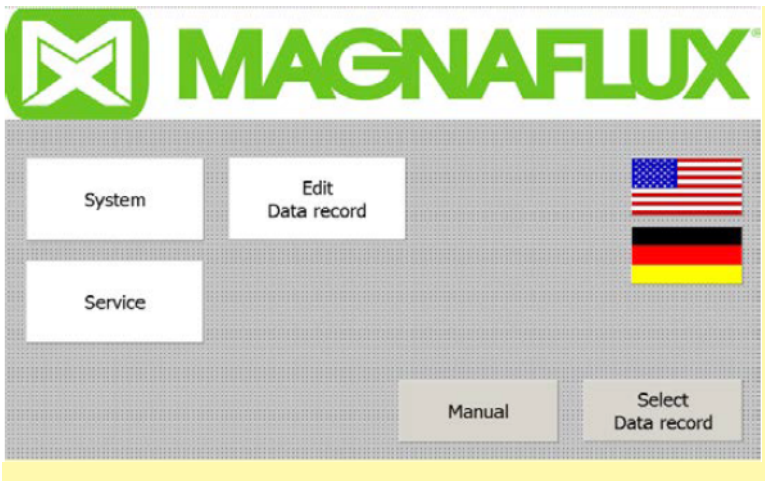 MAGNAFLUX®
System
Edit
Data record
Service
Manual
Select
Data record